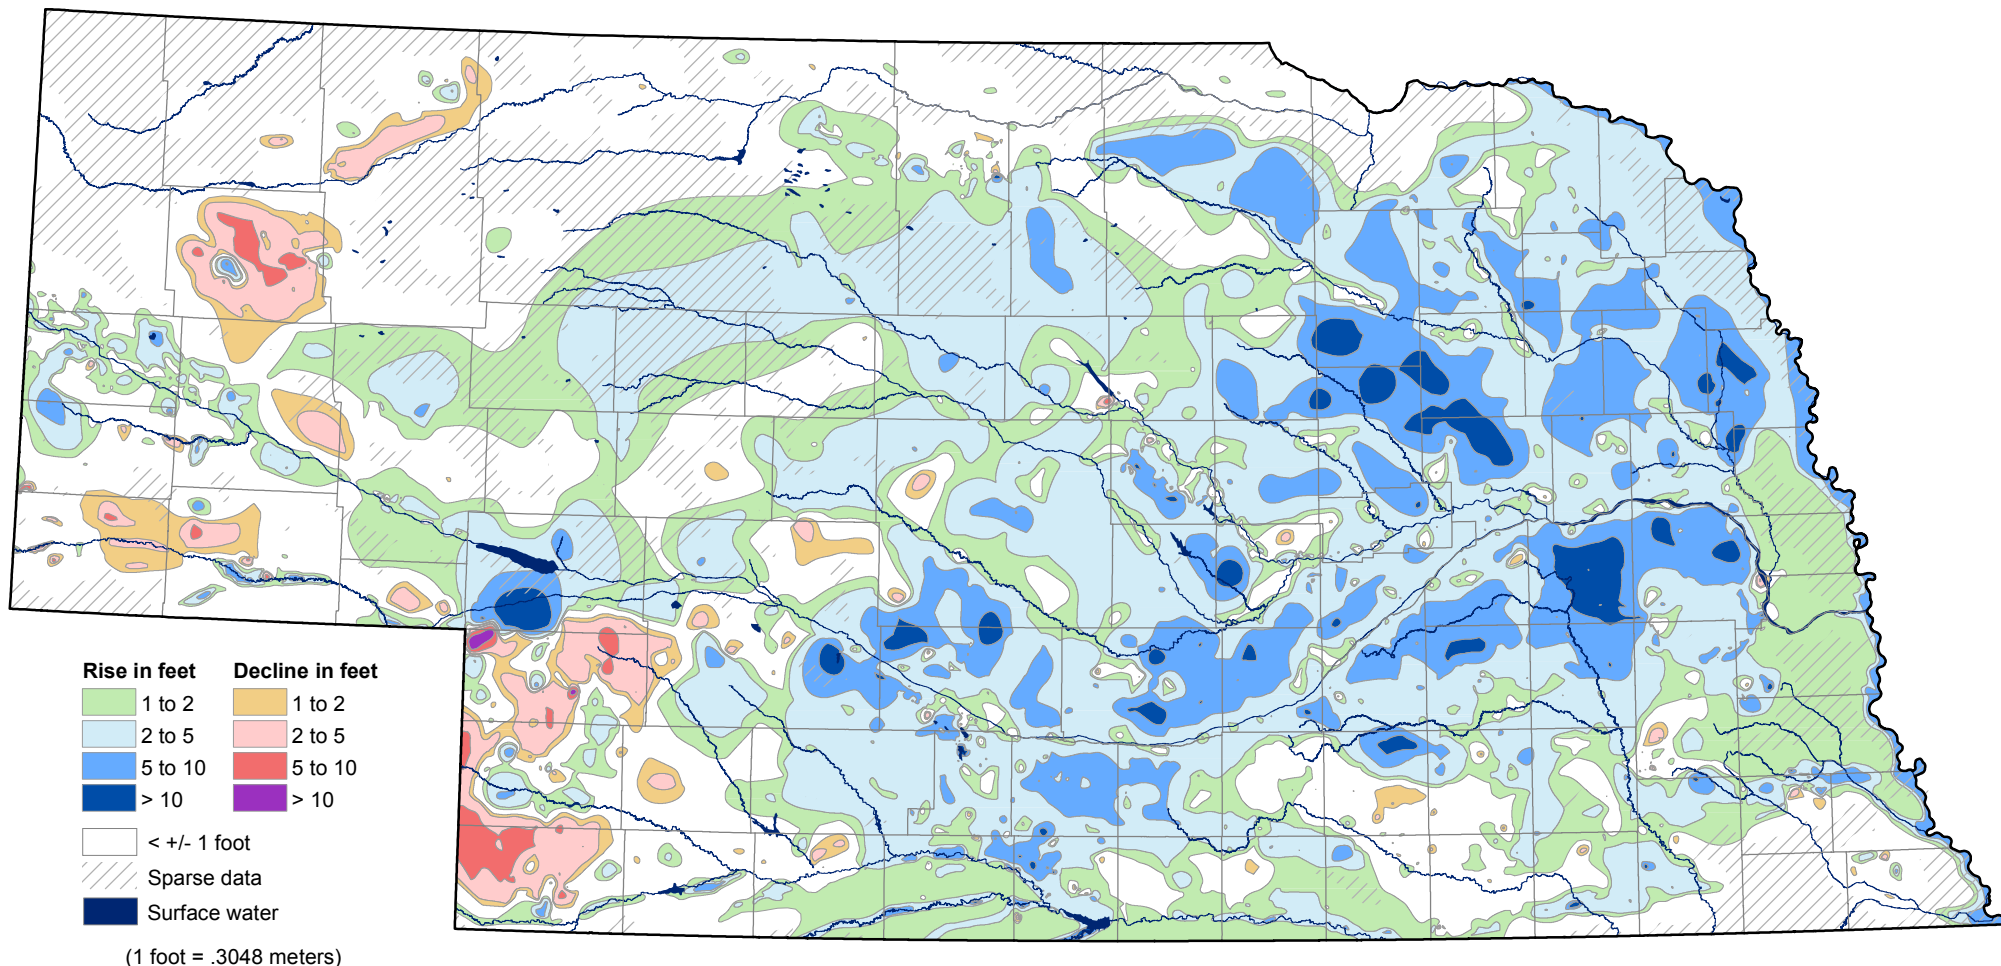 Rise in feet Decline in feet
1 to 2 1 to 2
2 to 5 2 to 5
5 to 10 5 to 10
> 10 > 10
< +/- 1 foot
Sparse data
Surface water
(1 foot = .3048 meters)